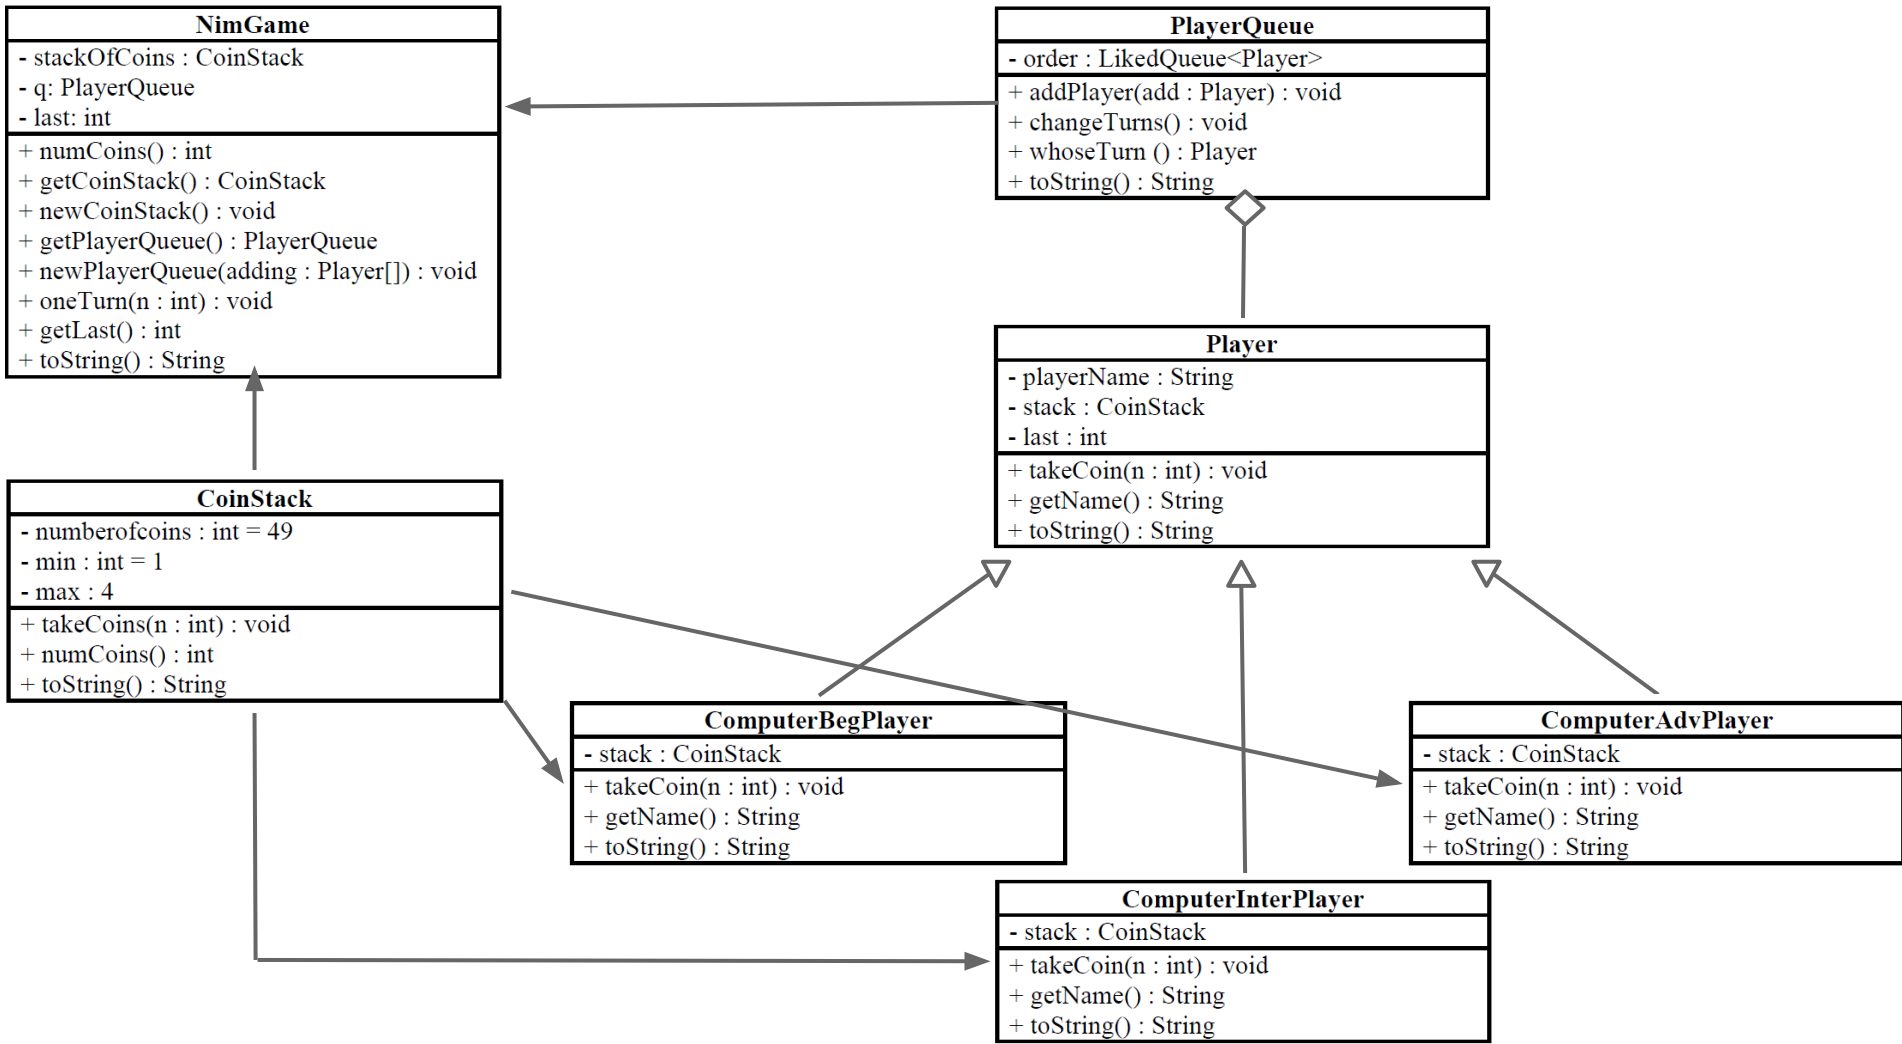 NimGame
- stackOfCoins : CoinStack
- q: PlayerQueue
- last: int
+ numCoins() : int
+ getCoinStack() : CoinStack
+ newCoinStack() : void
+ getPlayerQueue() : PlayerQueue
+ newPlayerQueue(adding : Player[]) : void
+ oneTurn(n : int) : void
+ getLast() : int
+ toString() : String
PlayerQueue
- order : LikedQueue<Player>
+ addPlayer(add : Player) : void
+ changeTurns() : void
+ whoseTurn () : Player
+ toString() : String
Player
- playerName : String
- stack : CoinStack
- last : int
+ takeCoin(n : int) : void
+ getName() : String
+ toString() : String
CoinStack
- numberofcoins : int = 49
- min : int = 1
- max : 4
+ takeCoins(n : int) : void
+ numCoins() : int
+ toString() : String
ComputerBegPlayer
- stack : CoinStack
+ takeCoin(n : int) : void
+ getName() : String
+ toString() : String
ComputerAdvPlayer
- stack : CoinStack
+ takeCoin(n : int) : void
+ getName() : String
+ toString() : String
ComputerInterPlayer
- stack : CoinStack
+ takeCoin(n : int) : void
+ getName() : String
+ toString() : String